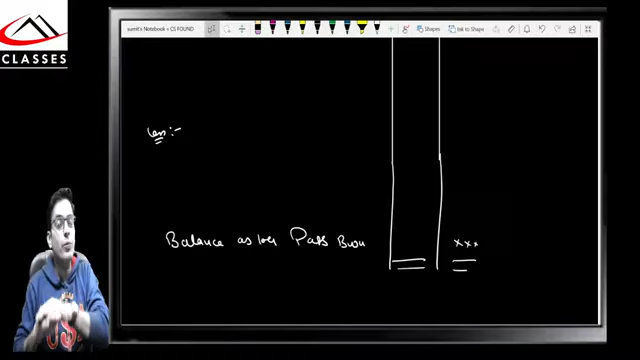 CLASSES
sumit's Notebook » CS FOUND
Shapes
Ink to Shape
Less :-
Balance as per Pass Book
xxx